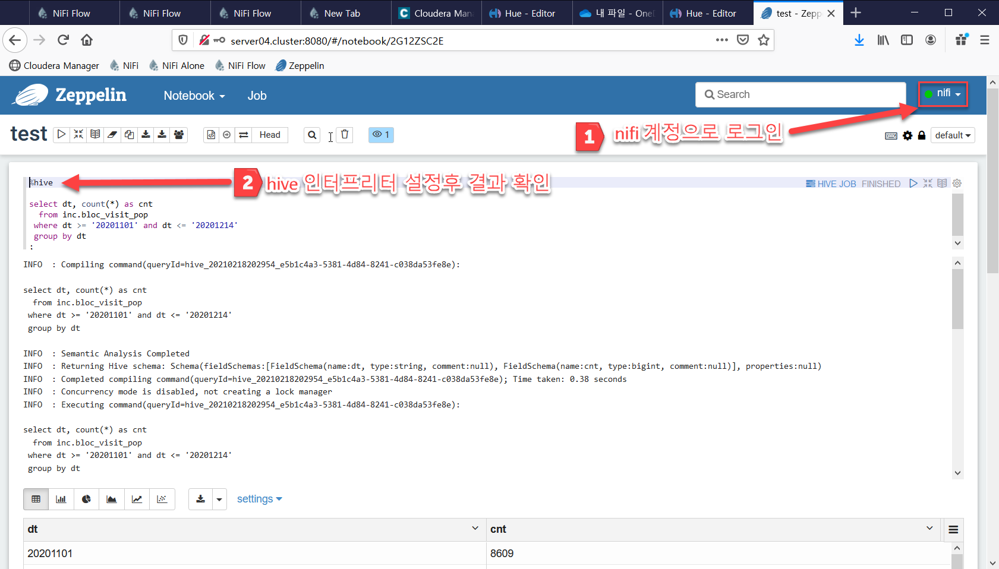 NiFi Flow
NiFi Flow
NiFi Flow
New Tab
Cloudera Man
Hue - Editor
내 파일 - One
Hue - Editor
test - Zepp
server04.cluster:8080/#/notebook/2G12ZSC2E
Cloudera Manager
NiFi
NiFi Alone
NiFi Flow
Zeppelin
Zeppelin
Notebook
Job
Search
nifi
test
Head
1
1
nifi 계정으로 로그인
default
%hive
2
hive 인터프리터 설정후 결과 확인
HIVE JOB FINISHED
select dt, count(*) as cnt
from inc.bloc_visit_pop
where dt >= '20201101' and dt <= '20201214'
group by dt
INFO : Compiling command(queryId=hive_20210218202954_e5b1c4a3-5381-4d84-8241-c038da53fe8e):
select dt, count(*) as cnt
from inc.bloc_visit_pop
where dt >= '20201101' and dt <= '20201214'
group by dt
INFO : Semantic Analysis Completed
INFO : Returning Hive schema: Schema(fieldSchemas:[FieldSchema(name:dt, type:string, comment:null), FieldSchema(name:cnt, type:bigint, comment:null)], properties:null)
INFO : Completed compiling command(queryId=hive_20210218202954_e5b1c4a3-5381-4d84-8241-c038da53fe8e); Time taken: 0.38 seconds
INFO : Concurrency mode is disabled, not creating a lock manager
INFO : Executing command(queryId=hive_20210218202954_e5b1c4a3-5381-4d84-8241-c038da53fe8e):
select dt, count(*) as cnt
from inc.bloc_visit_pop
where dt >= '20201101' and dt <= '20201214'
group by dt
settings
dt
cnt
20201101
8609